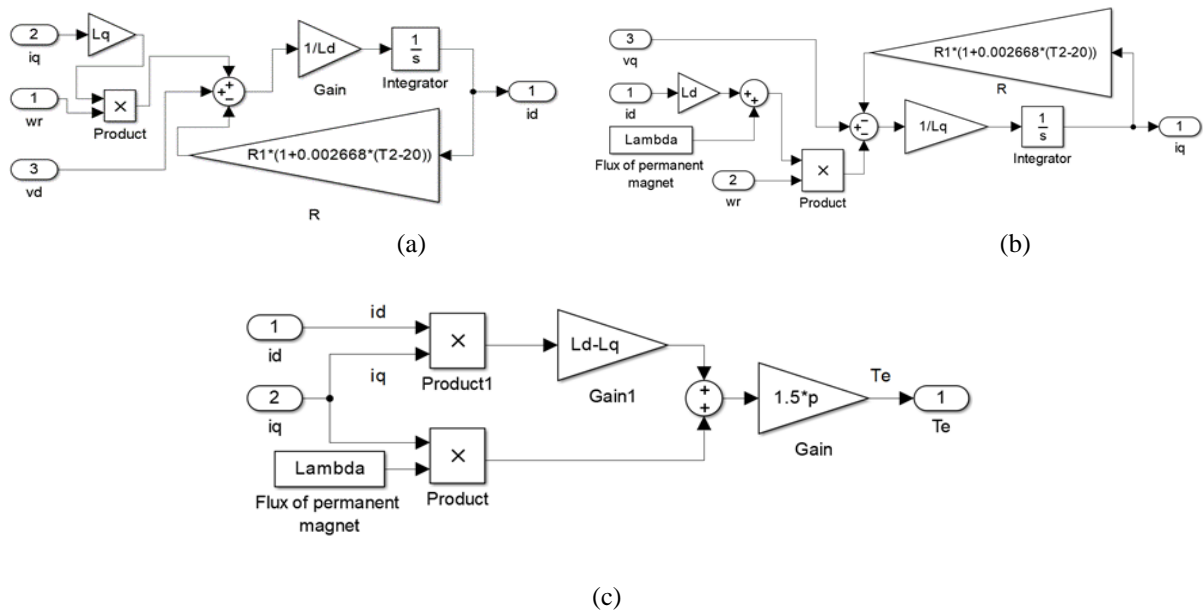 2
iq
Lq
1
wr
×
Product
3
vd
+
+
−
1/Ld
Gain
1
s
Integrator
1
id
R1*(1+0.002668*(T2-20))
R
(a)
3
vq
1
id
Ld
+
+
Lambda
Flux of permanent
magnet
2
wr
×
Product
+
−
−
1/Lq
1
s
Integrator
R1*(1+0.002668*(T2-20))
R
1
iq
(b)
1
id
id
2
iq
iq
×
Product1
Ld-Lq
Gain1
Lambda
Flux of permanent
magnet
×
Product
+
+
1.5*p
Gain
Te
1
Te
(c)